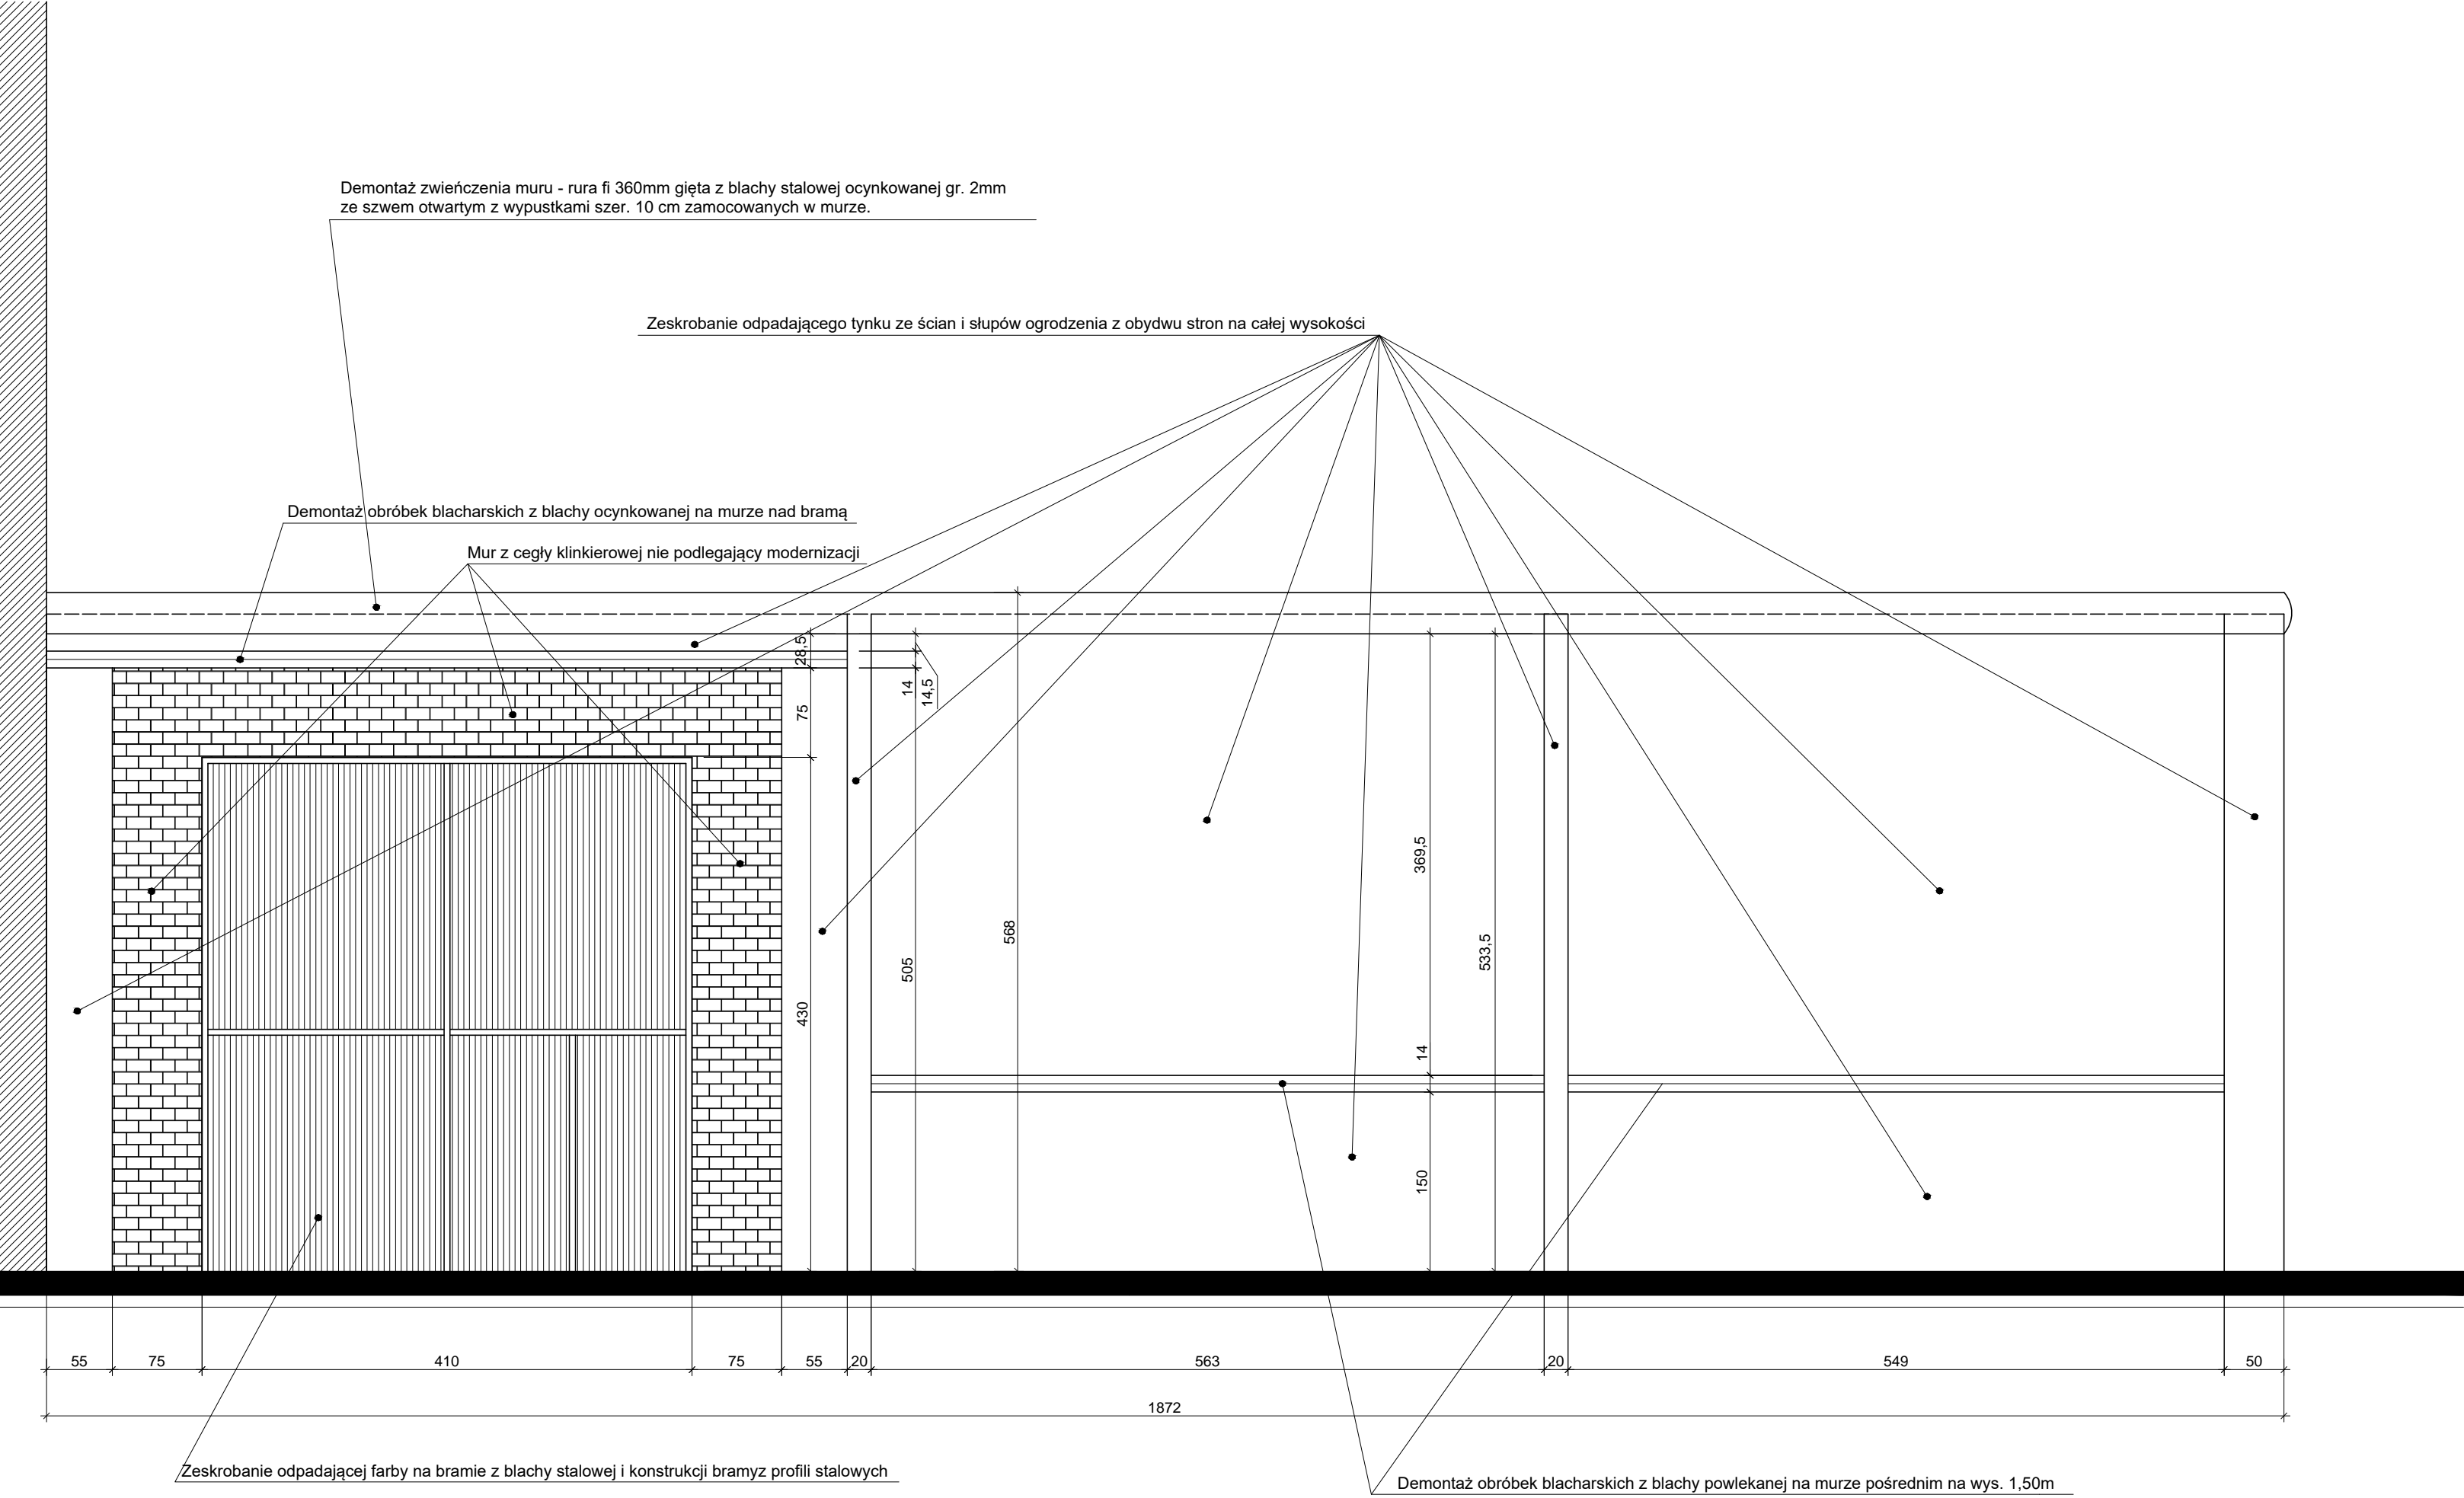 Demontaż zwieńczenia muru - rura fi 360mm gięta z blachy stalowej ocynkowanej gr. 2mm
ze szwem otwartym z wypustkami szer. 10 cm zamocowanych w murze.
Zeskrobanie odpadającego tynku ze ścian i słupów ogrodzenia z obydwu stron na całej wysokości
Demontaż obróbek blacharskich z blachy ocynkowanej na murze nad bramą
Mur z cegły klinkierowej nie podlegający modernizacji
28,5
14
14,5
75
369,5
568
533,5
505
430
14
150
55 75 410 75 55 20 563 20 549 50
1872
Zeskrobanie odpadającej farby na bramie z blachy stalowej i konstrukcji bramyz profili stalowych
Demontaż obróbek blacharskich z blachy powlekanej na murze pośrednim na wys. 1,50m